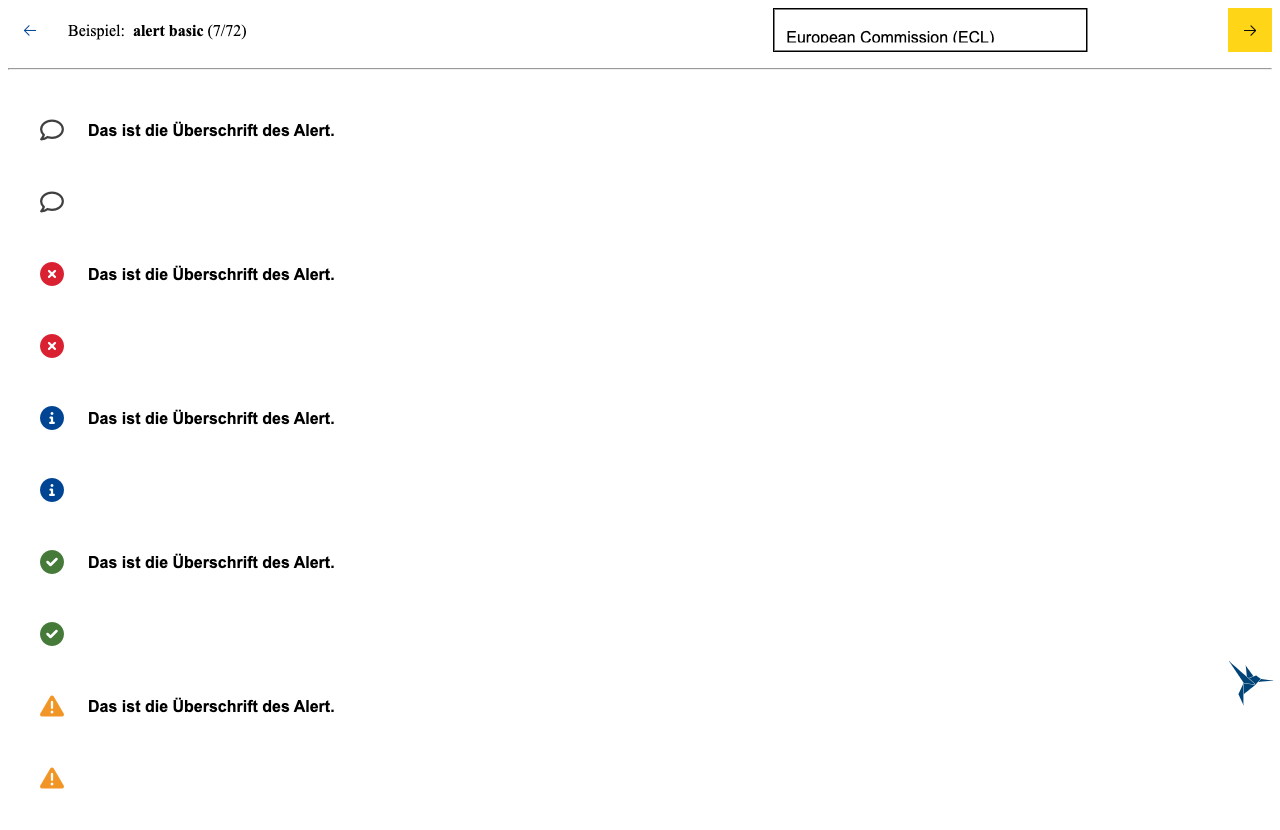 Beispiel: alert basic (7/72)
European Commission (ECL)
Das ist die Überschrift des Alert.
Das ist die Überschrift des Alert.
Das ist die Überschrift des Alert.
Das ist die Überschrift des Alert.
Das ist die Überschrift des Alert.